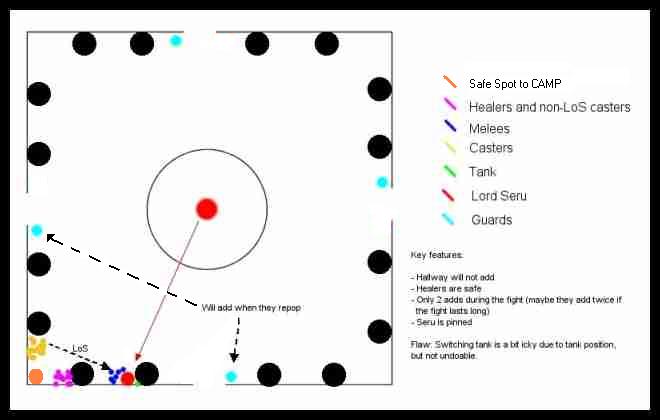 Safe Spot to CAMP
Healers and non-LoS casters
Melees
Casters
Tank
Lord Seru
Guards
Key features:
- Hallway will not add
- Healers are safe
- Only 2 adds during the fight (maybe they add twice if
the fight lasts long)
- Seru is pinned
Flaw: Switching tank is a bit icky due to tank position,
but not undoable.
Will add when they repop
LoS